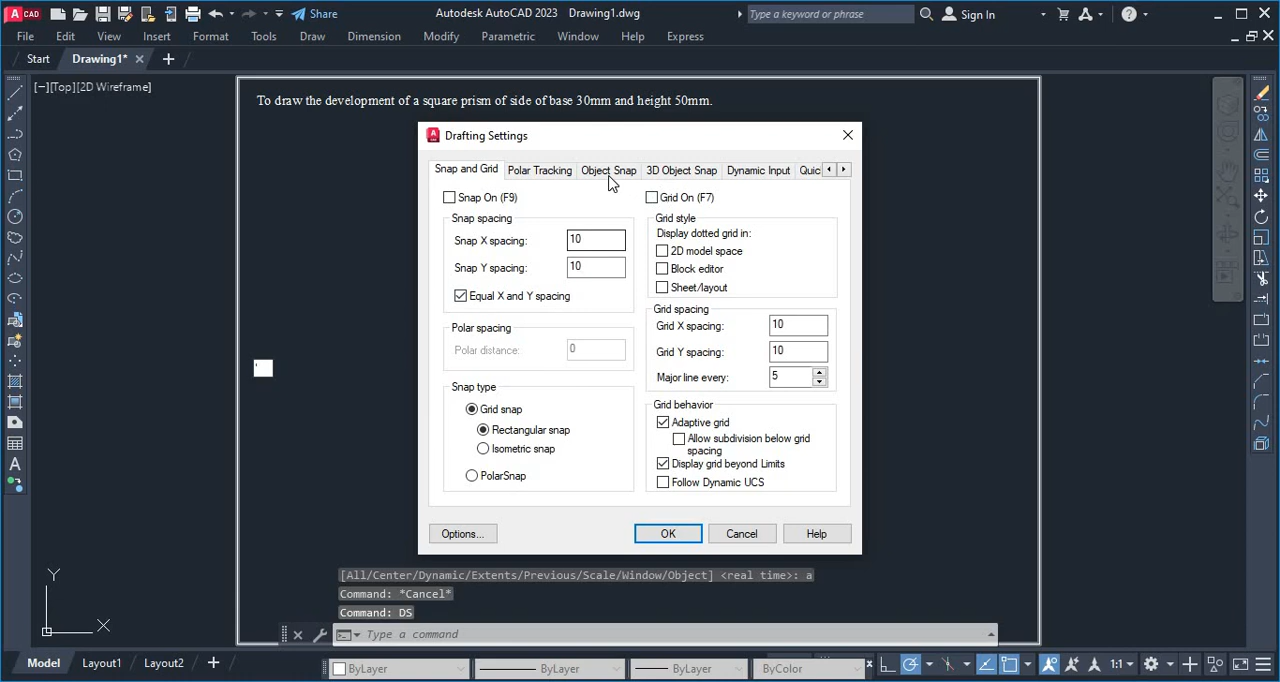 CAD
Share
Autodesk AutoCAD 2023 Drawing1.dwg
Type a keyword or phrase
Sign In
File Edit View Insert Format Tools Draw Dimension Modify Parametric Window Help Express
Start Drawing1*
[−][Top][2D Wireframe]
To draw the development of a square prism of side of base 30mm and height 50mm.
Drafting Settings
Snap and Grid Polar Tracking Object Snap 3D Object Snap Dynamic Input Quic
Snap On (F9)
Grid On (F7)
Snap spacing
Snap X spacing: 10
Snap Y spacing: 10
Equal X and Y spacing
Polar spacing
Polar distance: 0
Snap type
Grid snap
Rectangular snap
Isometric snap
PolarSnap
Grid style
Display dotted grid in:
2D model space
Block editor
Sheet/layout
Grid spacing
Grid X spacing: 10
Grid Y spacing: 10
Major line every: 5
Grid behavior
Adaptive grid
Allow subdivision below grid
spacing
Display grid beyond Limits
Follow Dynamic UCS
Options... OK Cancel Help
[All/Center/Dynamic/Extents/Previous/Scale/Window/Object] <real time>: a
Command: *Cancel*
Command: DS
Type a command
Y
X
Model Layout1 Layout2
ByLayer ByLayer ByLayer ByColor
1:1